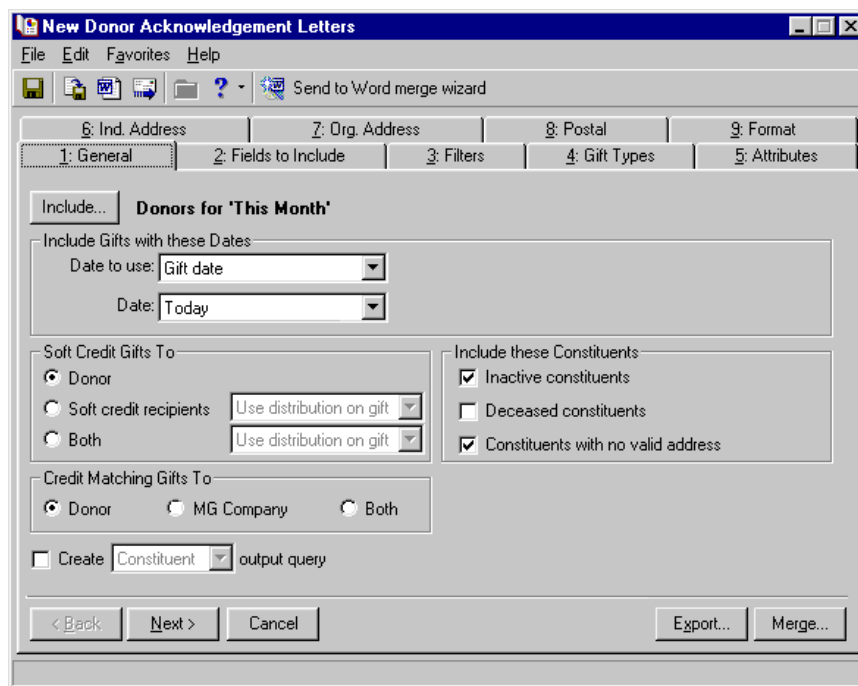 New Donor Acknowledgement Letters
File Edit Favorites Help
Send to Word merge wizard
6: Ind. Address 7: Org. Address 8: Postal 9: Format
1: General 2: Fields to Include 3: Filters 4: Gift Types 5: Attributes
Include... Donors for 'This Month'
Include Gifts with these Dates
Date to use: Gift date
Date: Today
Soft Credit Gifts To Include these Constituents
Donor Inactive constituents
Soft credit recipients Use distribution on gift Deceased constituents
Both Use distribution on gift Constituents with no valid address
Credit Matching Gifts To
Donor MG Company Both
Create Constituent output query
< Back Next > Cancel Export... Merge...